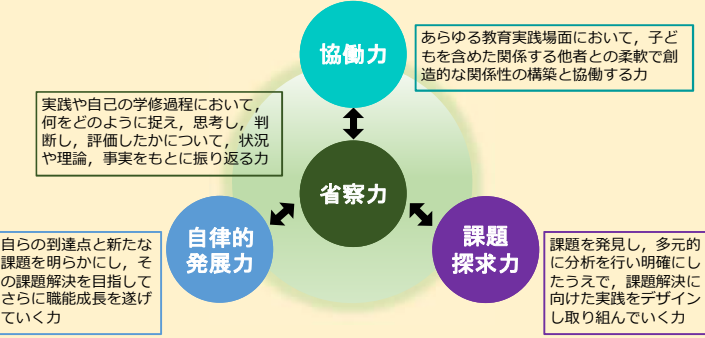 協働力
あらゆる教育実践場面において，子ど
もを含めた関係する他者との柔軟で創
造的な関係性の構築と協働する力
実践や自己の学修過程において，
何をどのように捉え，思考し，判
断し，評価したかについて，状況
や理論，事実をもとに振り返る力
省察力
自律的
発展力
自らの到達点と新たな
課題を明らかにし，そ
の課題解決を目指して
さらに職能成長を遂げ
ていく力
課題
探求力
課題を発見し，多元的
に分析を行い明確にし
たうえで，課題解決に
向けた実践をデザイン
し取り組んでいく力